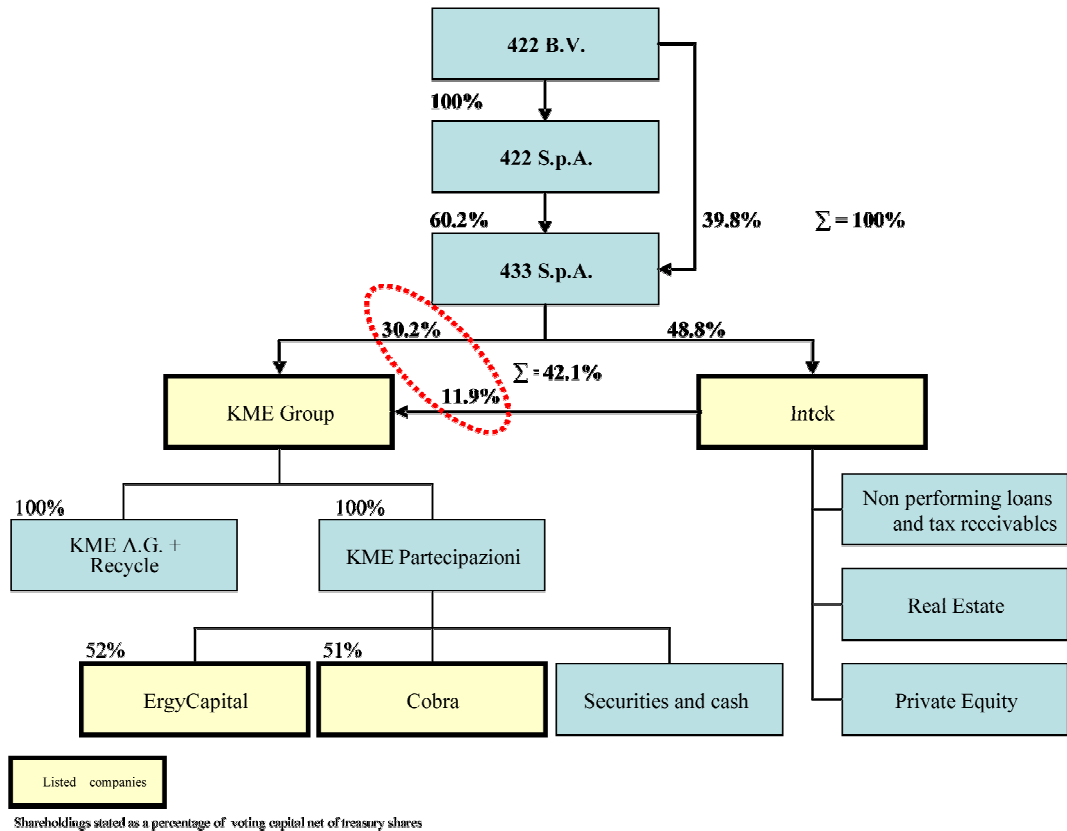 422 B.V.
100%
422 S.p.A.
60.2%
39.8%
∑ = 100%
433 S.p.A.
30.2%
48.8%
∑ = 42.1%
11.9%
KME Group
Intek
100%
100%
KME A.G. +
Recycle
KME Partecipazioni
Non performing loans
and tax receivables
Real Estate
52%
51%
ErgyCapital
Cobra
Securities and cash
Private Equity
Listed companies
Shareholdings stated as a percentage of voting capital net of treasury shares